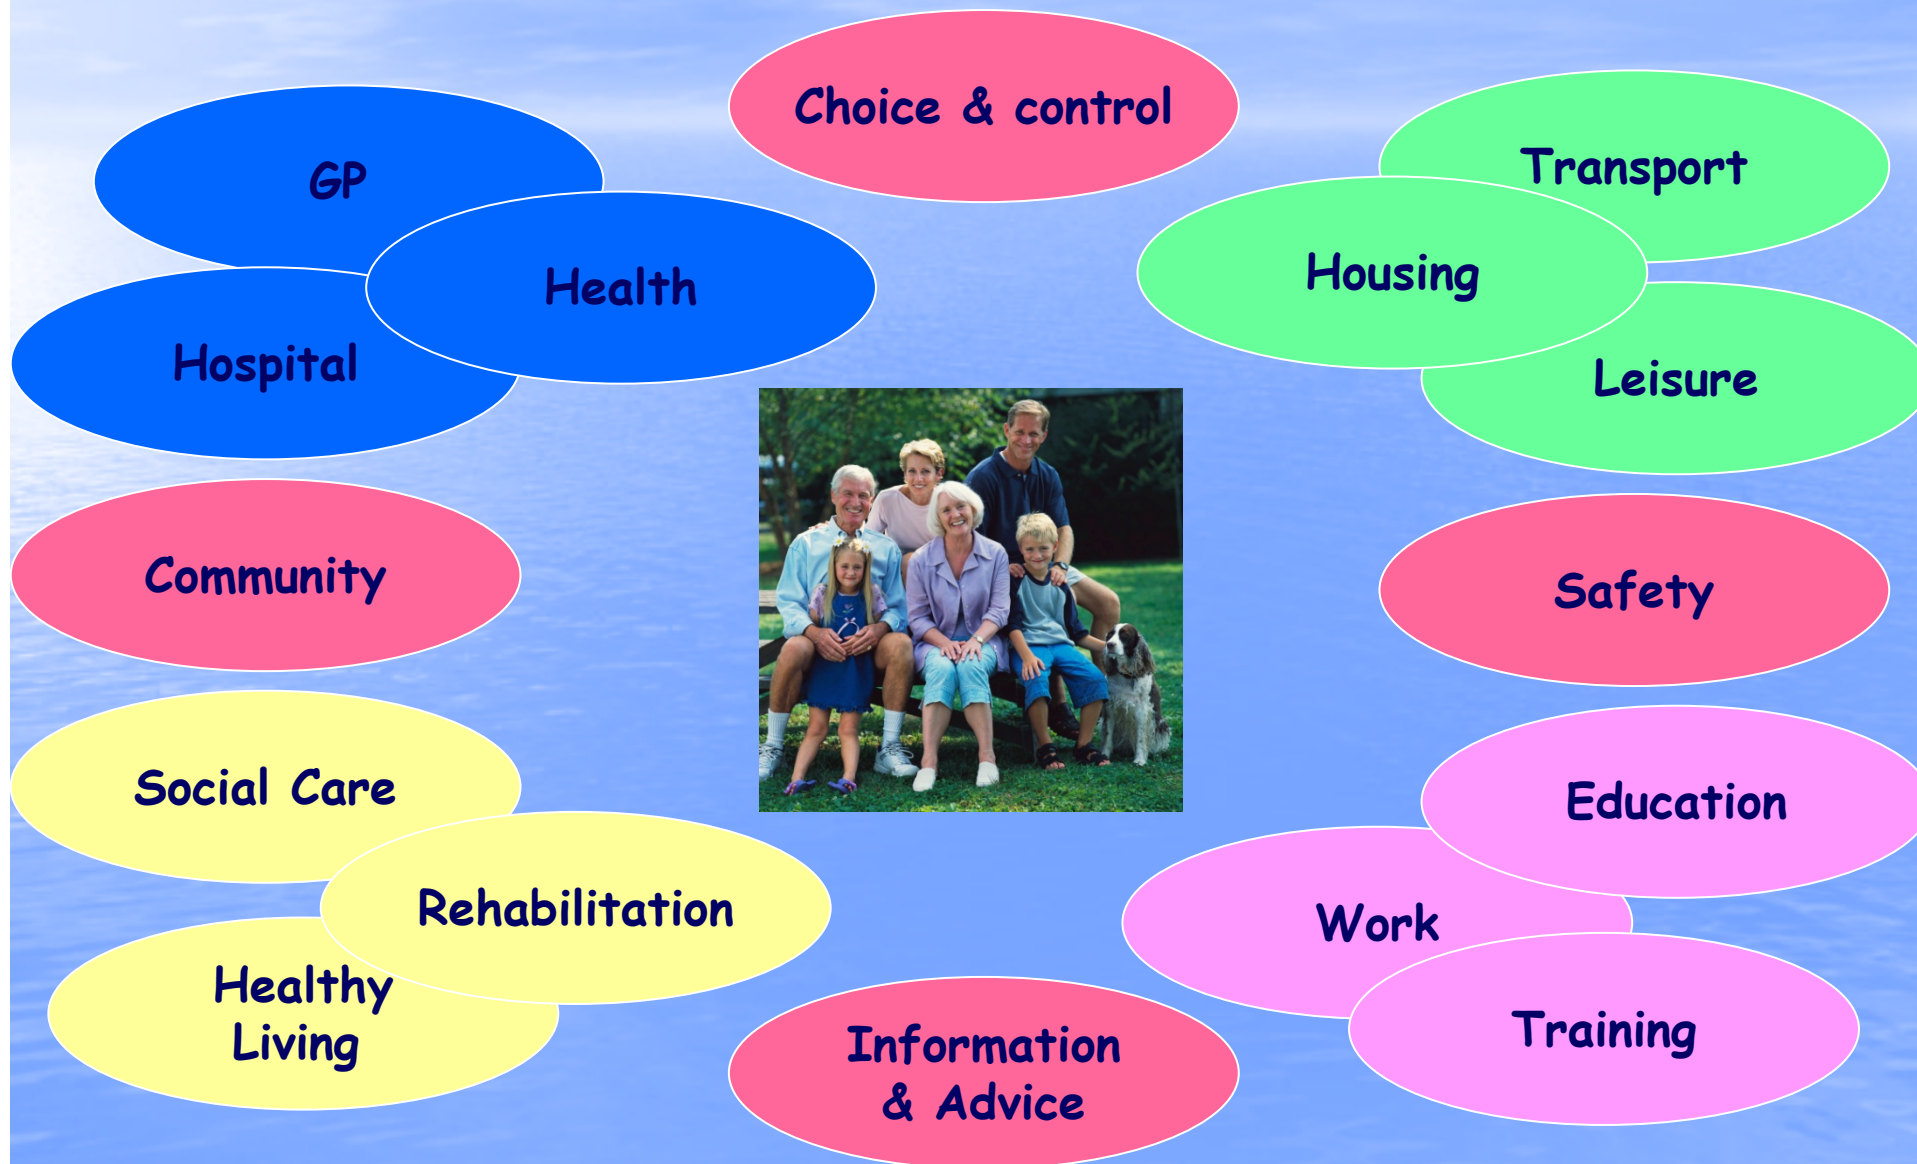 Choice & control
GP
Transport
Health
Housing
Hospital
Leisure
Community
Safety
Social Care
Education
Rehabilitation
Work
Healthy
Living
Training
Information
& Advice